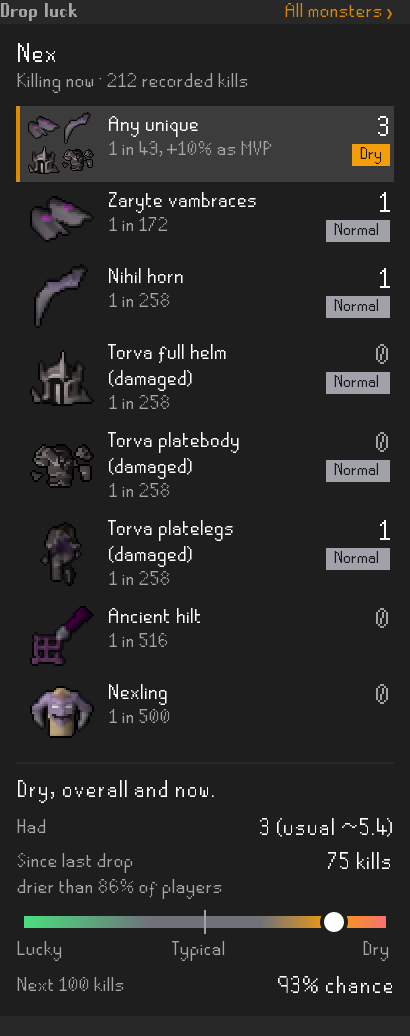 Drop luck All monsters ›
Nex
Killing now · 212 recorded kills
Any unique 3
1 in 43, +10% as MVP Dry
Zaryte vambraces 1
1 in 172 Normal
Nihil horn 1
1 in 258 Normal
Torva full helm 0
(damaged) Normal
1 in 258
Torva platebody 0
(damaged) Normal
1 in 258
Torva platelegs 1
(damaged) Normal
1 in 258
Ancient hilt 0
1 in 516
Nexling 0
1 in 500
Dry, overall and now.
Had 3 (usual ~5.4)
Since last drop 75 kills
drier than 86% of players
Lucky Typical Dry
Next 100 kills 93% chance